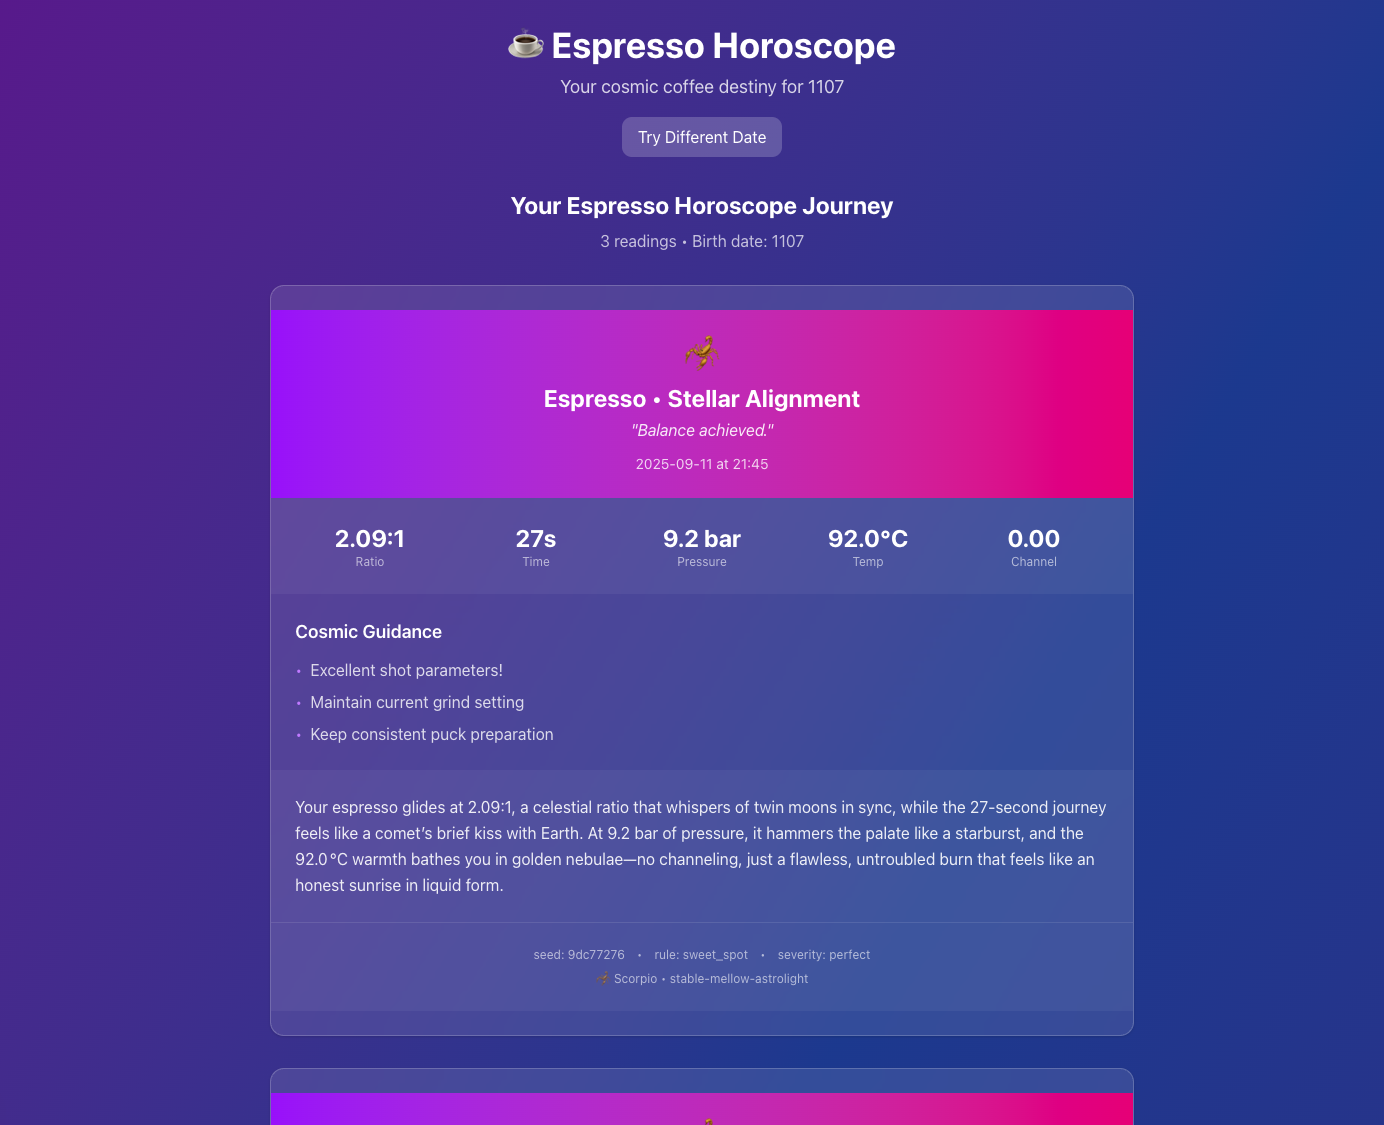 Espresso Horoscope
Your cosmic coffee destiny for 1107
Try Different Date
Your Espresso Horoscope Journey
3 readings • Birth date: 1107
Espresso • Stellar Alignment
"Balance achieved."
2025-09-11 at 21:45
2.09:1 27s 9.2 bar 92.0°C 0.00
Ratio Time Pressure Temp Channel
Cosmic Guidance
• Excellent shot parameters!
• Maintain current grind setting
• Keep consistent puck preparation
Your espresso glides at 2.09:1, a celestial ratio that whispers of twin moons in sync, while the 27-second journey
feels like a comet’s brief kiss with Earth. At 9.2 bar of pressure, it hammers the palate like a starburst, and the
92.0 °C warmth bathes you in golden nebulae—no channeling, just a flawless, untroubled burn that feels like an
honest sunrise in liquid form.
seed: 9dc77276 • rule: sweet_spot • severity: perfect
Scorpio • stable-mellow-astrolight